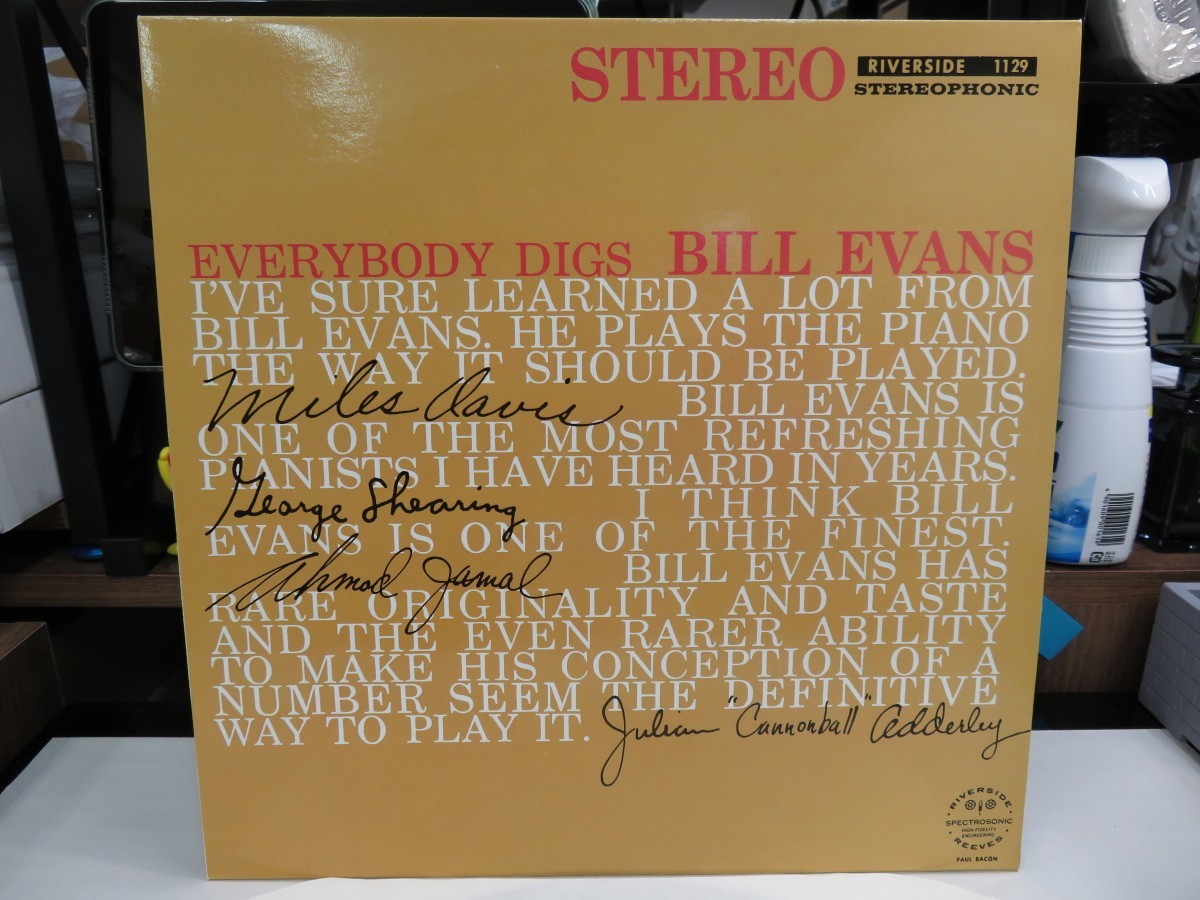 STEREO RIVERSIDE 1129
STEREOPHONIC
EVERYBODY DIGS BILL EVANS
I'VE SURE LEARNED A LOT FROM
BILL EVANS. HE PLAYS THE PIANO
THE WAY IT SHOULD BE PLAYED.
Miles Davis BILL EVANS IS
ONE OF THE MOST REFRESHING
PIANISTS I HAVE HEARD IN YEARS.
George Shearing I THINK BILL
EVANS IS ONE OF THE FINEST.
Ahmad Jamal BILL EVANS HAS
RARE ORIGINALITY AND TASTE
AND THE EVEN RARER ABILITY
TO MAKE HIS CONCEPTION OF A
NUMBER SEEM THE "DEFINITIVE
WAY TO PLAY IT. Julian "Cannonball" Adderley
RIVERSIDE
SPECTROSONIC
HIGH-FIDELITY
ENGINEERING
REEVES
PAUL BACON